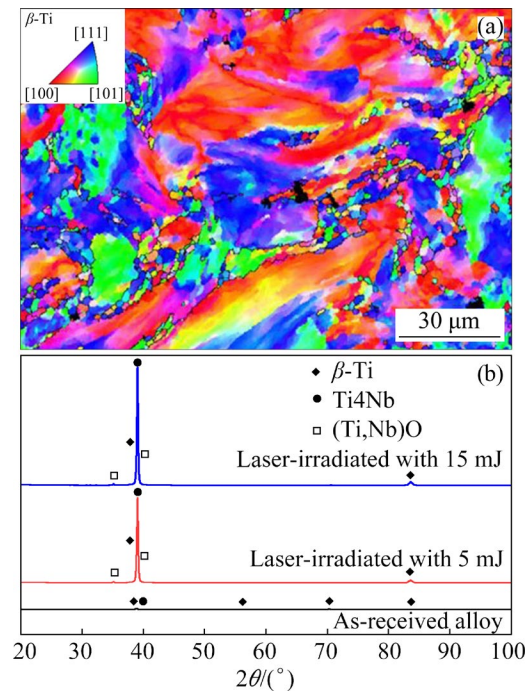 β-Ti
(a)
[111]
[100]
[101]
30 μm
(b)
β-Ti
Ti4Nb
(Ti,Nb)O
Laser-irradiated with 15 mJ
Laser-irradiated with 5 mJ
As-received alloy
20 30 40 50 60 70 80 90 100
2θ/(°)